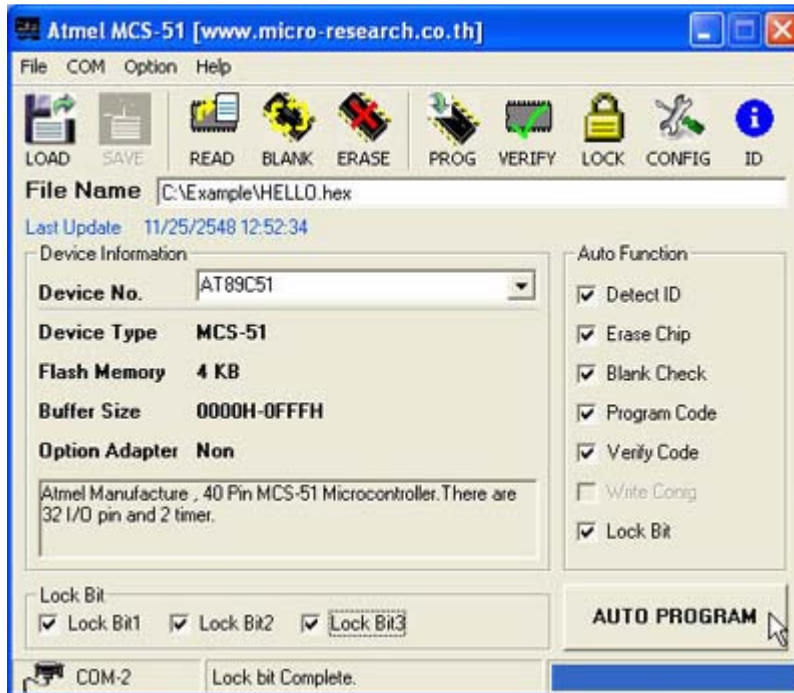 Atmel MCS-51 [www.micro-research.co.th]
File COM Option Help
LOAD SAVE READ BLANK ERASE PROG VERIFY LOCK CONFIG ID
File Name C:\Example\HELLO.hex
Last Update 11/25/2548 12:52:34
Device Information
Device No. AT89C51
Device Type MCS-51
Flash Memory 4 KB
Buffer Size 0000H-0FFFH
Option Adapter Non
Atmel Manufacture , 40 Pin MCS-51 Microcontroller.There are
32 I/O pin and 2 timer.
Auto Function
Detect ID
Erase Chip
Blank Check
Program Code
Verify Code
Write Conig
Lock Bit
Lock Bit
Lock Bit1 Lock Bit2 Lock Bit3
AUTO PROGRAM
COM-2 Lock bit Complete.